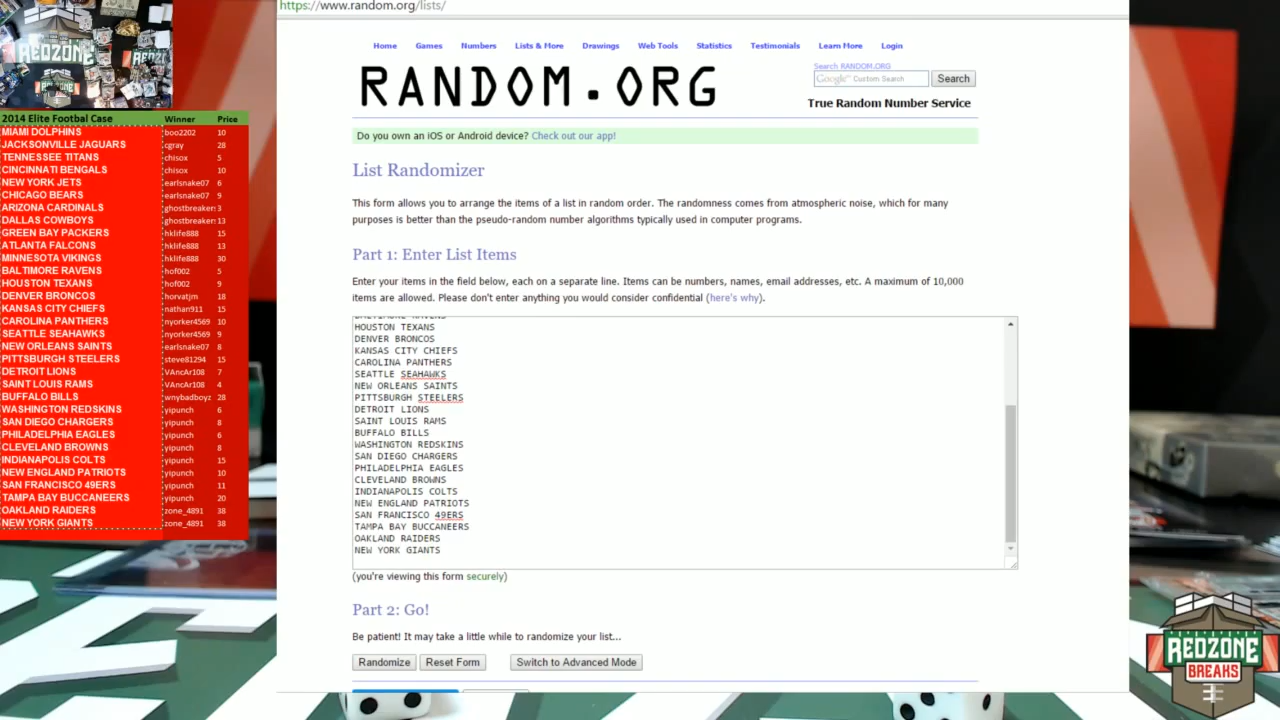 https://www.random.org/lists/
Home Games Numbers Lists & More Drawings Web Tools Statistics Testimonials Learn More Login
RANDOM.ORG
Search RANDOM.ORG
Google™ Custom Search
Search
True Random Number Service
Do you own an iOS or Android device? Check out our app!
List Randomizer
This form allows you to arrange the items of a list in random order. The randomness comes from atmospheric noise, which for many
purposes is better than the pseudo-random number algorithms typically used in computer programs.
Part 1: Enter List Items
Enter your items in the field below, each on a separate line. Items can be numbers, names, email addresses, etc. A maximum of 10,000
items are allowed. Please don't enter anything you would consider confidential (here's why).
BALTIMORE RAVENS
HOUSTON TEXANS
DENVER BRONCOS
KANSAS CITY CHIEFS
CAROLINA PANTHERS
SEATTLE SEAHAWKS
NEW ORLEANS SAINTS
PITTSBURGH STEELERS
DETROIT LIONS
SAINT LOUIS RAMS
BUFFALO BILLS
WASHINGTON REDSKINS
SAN DIEGO CHARGERS
PHILADELPHIA EAGLES
CLEVELAND BROWNS
INDIANAPOLIS COLTS
NEW ENGLAND PATRIOTS
SAN FRANCISCO 49ERS
TAMPA BAY BUCCANEERS
OAKLAND RAIDERS
NEW YORK GIANTS
(you're viewing this form securely)
Part 2: Go!
Be patient! It may take a little while to randomize your list...
Randomize Reset Form Switch to Advanced Mode
REDZONE
2014 Elite Footbal Case Winner Price
MIAMI DOLPHINS boo2202 10
JACKSONVILLE JAGUARS cgray 28
TENNESSEE TITANS chisox 5
CINCINNATI BENGALS chisox 10
NEW YORK JETS earlsnake07 6
CHICAGO BEARS earlsnake07 9
ARIZONA CARDINALS ghostbreaker 3
DALLAS COWBOYS ghostbreaker 13
GREEN BAY PACKERS hklife888 15
ATLANTA FALCONS hklife888 13
MINNESOTA VIKINGS hklife888 30
BALTIMORE RAVENS hof002 5
HOUSTON TEXANS hof002 9
DENVER BRONCOS horvatjm 18
KANSAS CITY CHIEFS nathan911 15
CAROLINA PANTHERS nyorker4569 10
SEATTLE SEAHAWKS nyorker4569 9
NEW ORLEANS SAINTS earlsnake07 8
PITTSBURGH STEELERS steve81294 15
DETROIT LIONS VAncAr108 7
SAINT LOUIS RAMS VAncAr108 4
BUFFALO BILLS wnybadboyz 28
WASHINGTON REDSKINS yipunch 6
SAN DIEGO CHARGERS yipunch 8
PHILADELPHIA EAGLES yipunch 6
CLEVELAND BROWNS yipunch 8
INDIANAPOLIS COLTS yipunch 15
NEW ENGLAND PATRIOTS yipunch 10
SAN FRANCISCO 49ERS yipunch 11
TAMPA BAY BUCCANEERS yipunch 20
OAKLAND RAIDERS zone_4891 38
NEW YORK GIANTS zone_4891 38
REDZONE
BREAKS